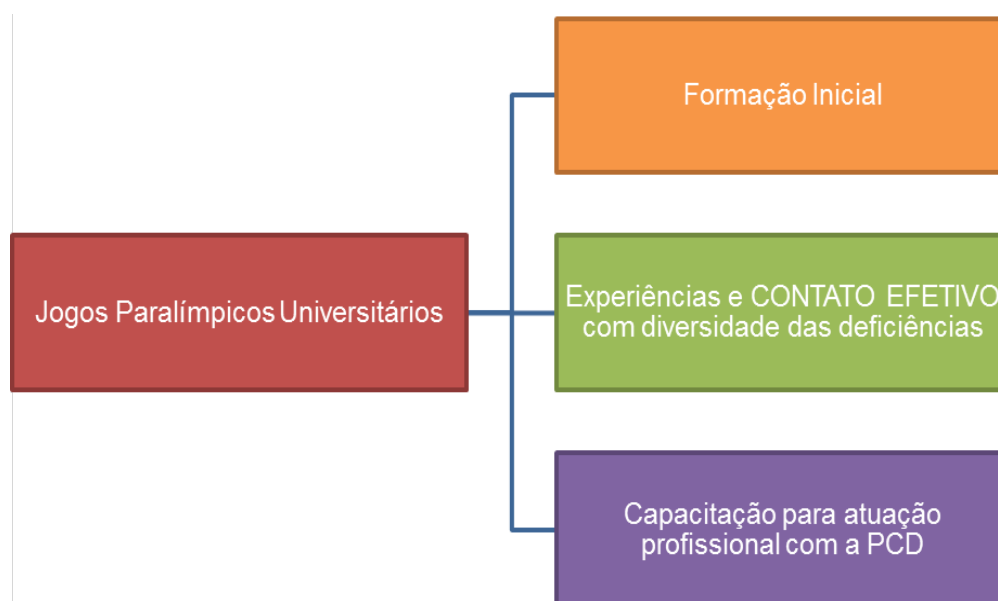 Formação Inicial
Jogos Paralímpicos Universitários
Experiências e CONTATO EFETIVO
com diversidade das deficiências
Capacitação para atuação
profissional com a PCD